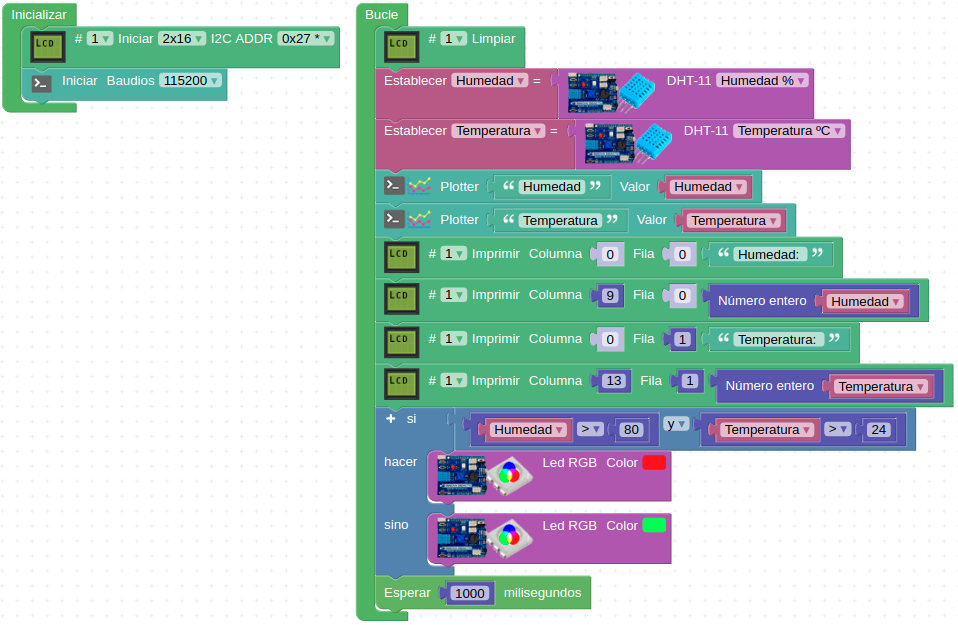 Inicializar
LCD # 1 Iniciar 2x16 I2C ADDR 0x27 *
Iniciar Baudios 115200
Bucle
LCD # 1 Limpiar
Establecer Humedad = DHT-11 Humedad %
Establecer Temperatura = DHT-11 Temperatura ºC
Plotter “ Humedad ” Valor Humedad
Plotter “ Temperatura ” Valor Temperatura
LCD # 1 Imprimir Columna 0 Fila 0 “ Humedad: ”
LCD # 1 Imprimir Columna 9 Fila 0 Número entero Humedad
LCD # 1 Imprimir Columna 0 Fila 1 “ Temperatura: ”
LCD # 1 Imprimir Columna 13 Fila 1 Número entero Temperatura
+ si Humedad > 80 y Temperatura > 24
hacer Led RGB Color
sino Led RGB Color
Esperar 1000 milisegundos